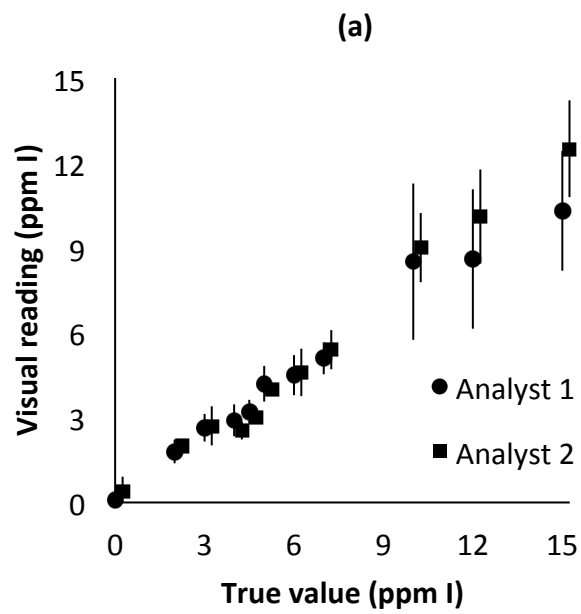 (a)
15
12
9
6
3
0
Visual reading (ppm I)
Analyst 1
Analyst 2
0 3 6 9 12 15
True value (ppm I)